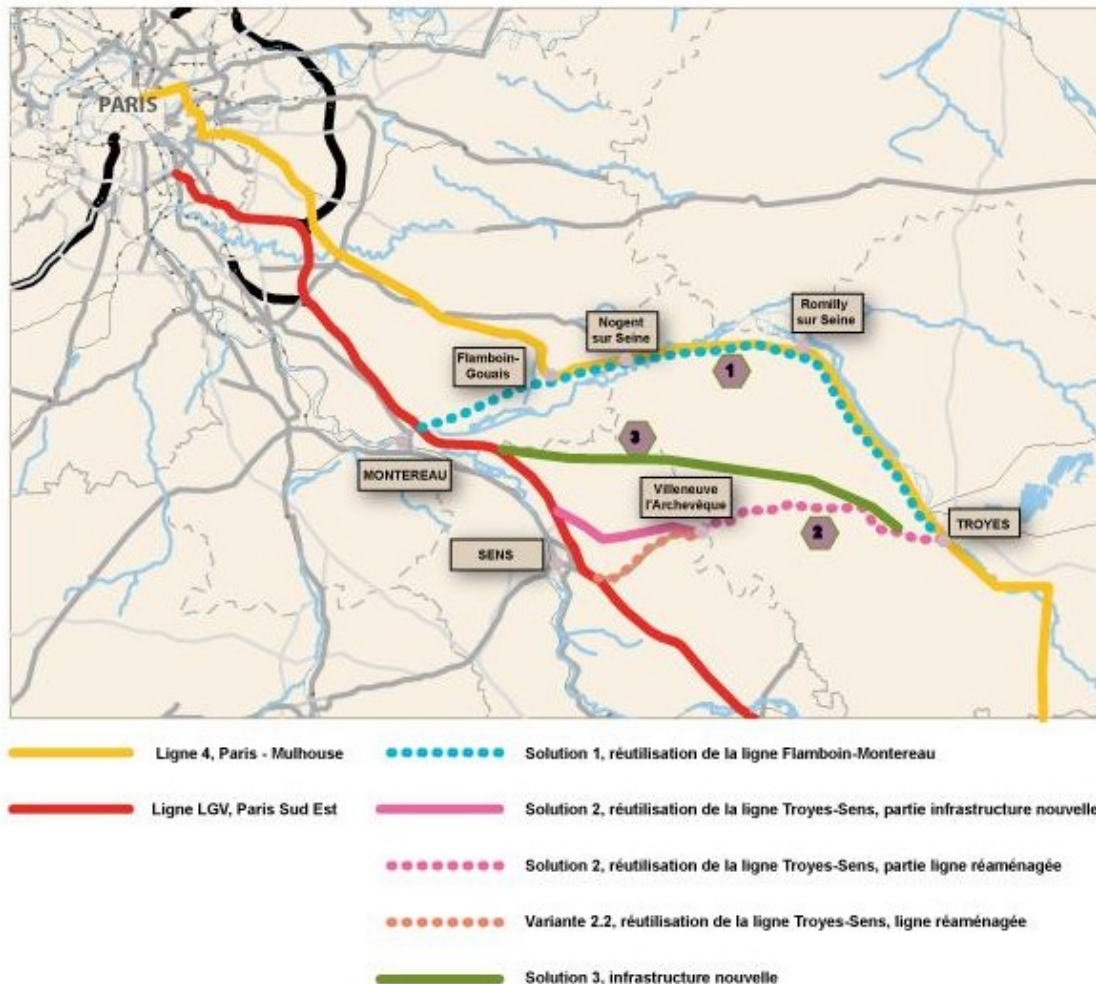 PARIS
Romilly
sur Seine
Nogent
sur Seine
Flamboin-
Gouais
1
3
MONTEREAU
Villeneuve
l'Archevêque
2
TROYES
SENS
Ligne 4, Paris - Mulhouse
Solution 1, réutilisation de la ligne Flamboin-Montereau
Ligne LGV, Paris Sud Est
Solution 2, réutilisation de la ligne Troyes-Sens, partie infrastructure nouvelle
Solution 2, réutilisation de la ligne Troyes-Sens, partie ligne réaménagée
Variante 2.2, réutilisation de la ligne Troyes-Sens, ligne réaménagée
Solution 3, infrastructure nouvelle